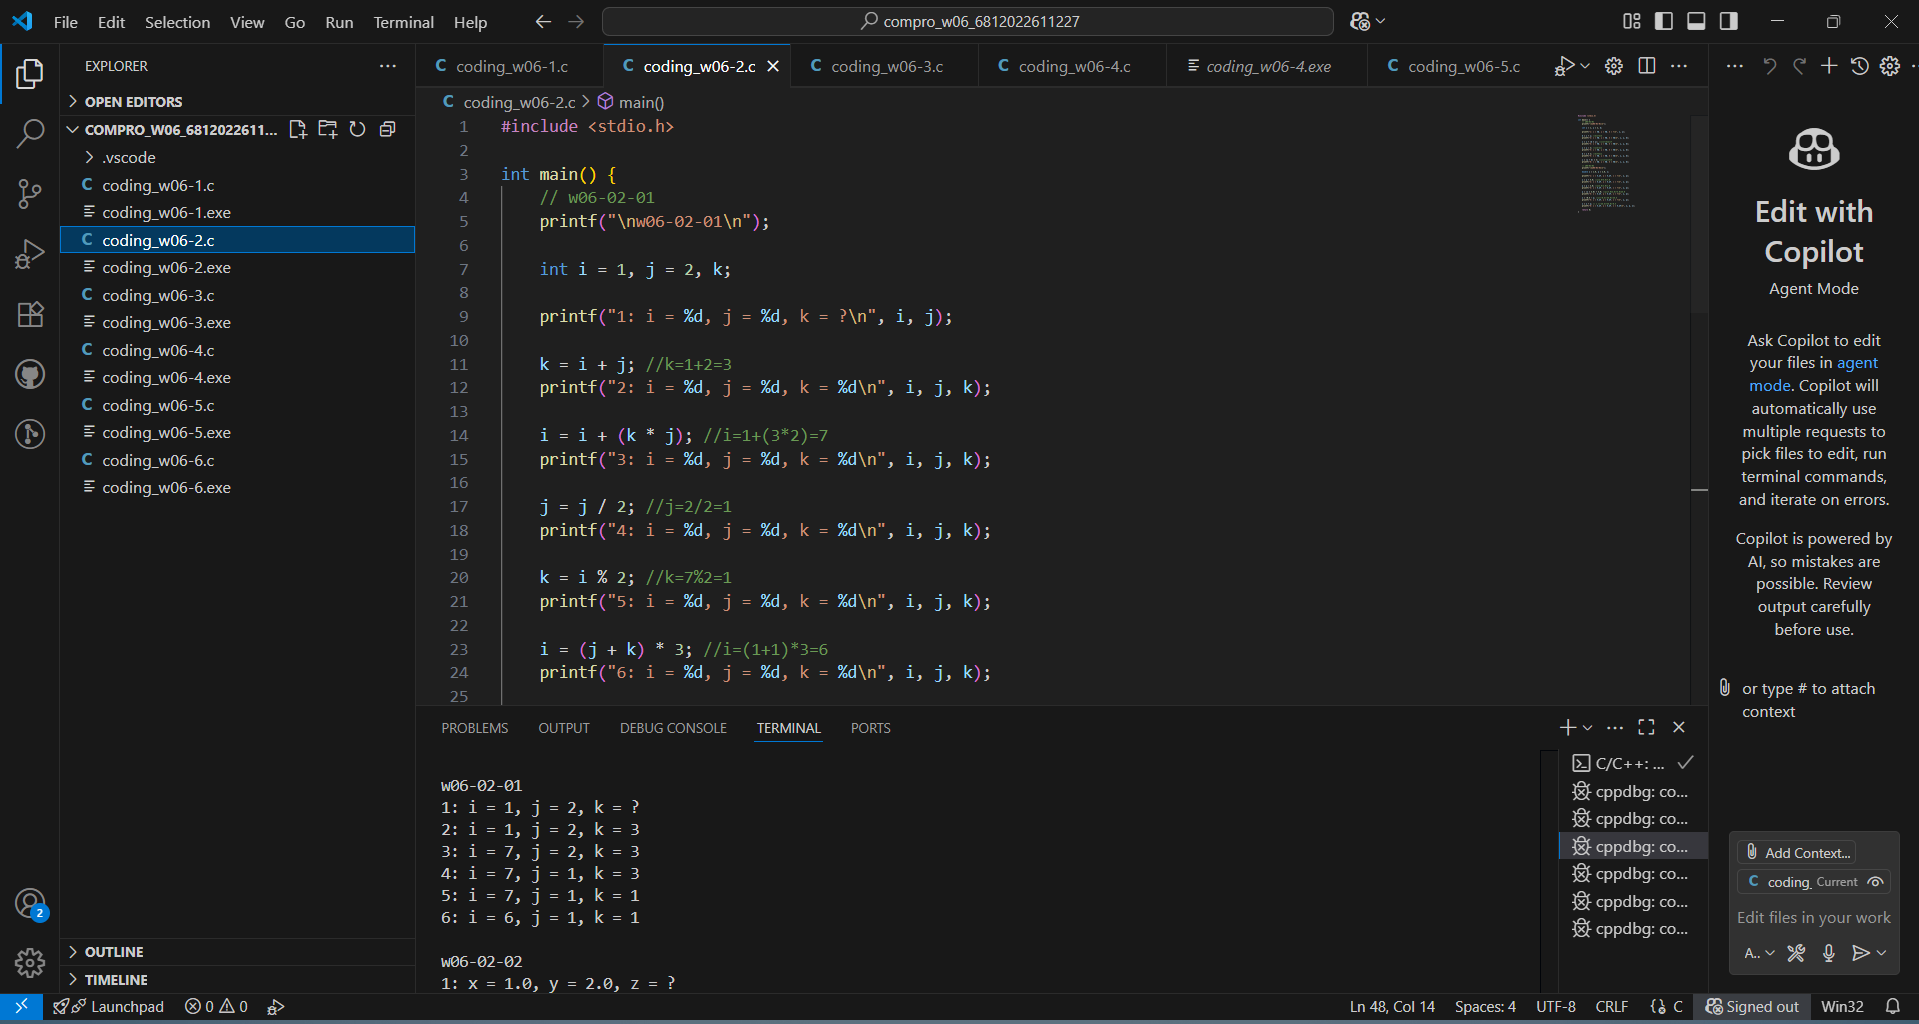 File Edit Selection View Go Run Terminal Help
compro_w06_6812022611227
EXPLORER
OPEN EDITORS
COMPRO_W06_6812022611...
.vscode
coding_w06-1.c
coding_w06-1.exe
coding_w06-2.c
coding_w06-2.exe
coding_w06-3.c
coding_w06-3.exe
coding_w06-4.c
coding_w06-4.exe
coding_w06-5.c
coding_w06-5.exe
coding_w06-6.c
coding_w06-6.exe
OUTLINE
TIMELINE
coding_w06-1.c coding_w06-2.c coding_w06-3.c coding_w06-4.c coding_w06-4.exe coding_w06-5.c
coding_w06-2.c > main()
1 #include <stdio.h>
2
3 int main() {
4 // w06-02-01
5 printf("\nw06-02-01\n");
6
7 int i = 1, j = 2, k;
8
9 printf("1: i = %d, j = %d, k = ?\n", i, j);
10
11 k = i + j; //k=1+2=3
12 printf("2: i = %d, j = %d, k = %d\n", i, j, k);
13
14 i = i + (k * j); //i=1+(3*2)=7
15 printf("3: i = %d, j = %d, k = %d\n", i, j, k);
16
17 j = j / 2; //j=2/2=1
18 printf("4: i = %d, j = %d, k = %d\n", i, j, k);
19
20 k = i % 2; //k=7%2=1
21 printf("5: i = %d, j = %d, k = %d\n", i, j, k);
22
23 i = (j + k) * 3; //i=(1+1)*3=6
24 printf("6: i = %d, j = %d, k = %d\n", i, j, k);
25
PROBLEMS OUTPUT DEBUG CONSOLE TERMINAL PORTS
w06-02-01
1: i = 1, j = 2, k = ?
2: i = 1, j = 2, k = 3
3: i = 7, j = 2, k = 3
4: i = 7, j = 1, k = 3
5: i = 7, j = 1, k = 1
6: i = 6, j = 1, k = 1
w06-02-02
1: x = 1.0, y = 2.0, z = ?
C/C++: ...
cppdbg: co...
cppdbg: co...
cppdbg: co...
cppdbg: co...
cppdbg: co...
cppdbg: co...
Edit with
Copilot
Agent Mode
Ask Copilot to edit
your files in agent
mode. Copilot will
automatically use
multiple requests to
pick files to edit, run
terminal commands,
and iterate on errors.
Copilot is powered by
AI, so mistakes are
possible. Review
output carefully
before use.
or type # to attach
context
Add Context...
C coding_ Current
Edit files in your work
A..
2
Launchpad 0 0 Ln 48, Col 14 Spaces: 4 UTF-8 CRLF {} C Signed out Win32